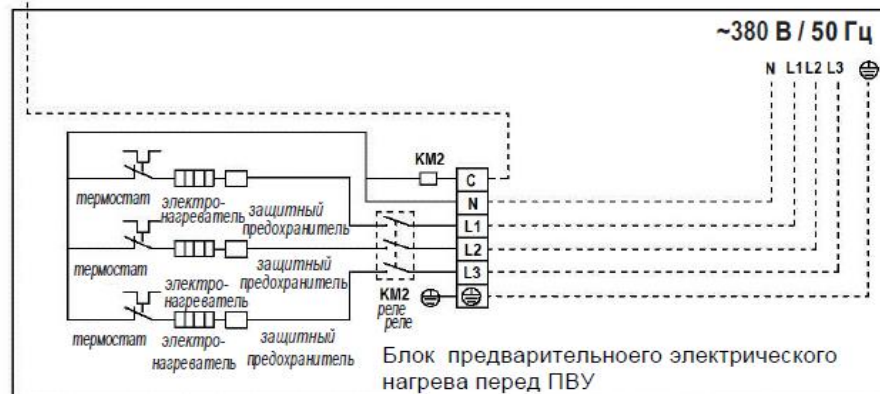 ~380 В / 50 Гц
N L1 L2 L3
KM2
C
N
L1
L2
L3
термостат
электро-
нагреватель
защитный
предохранитель
термостат
электро-
нагреватель
защитный
предохранитель
термостат
электро-
нагреватель
защитный
предохранитель
KM2
реле
реле
Блок предварительноего электрического
нагрева перед ПВУ